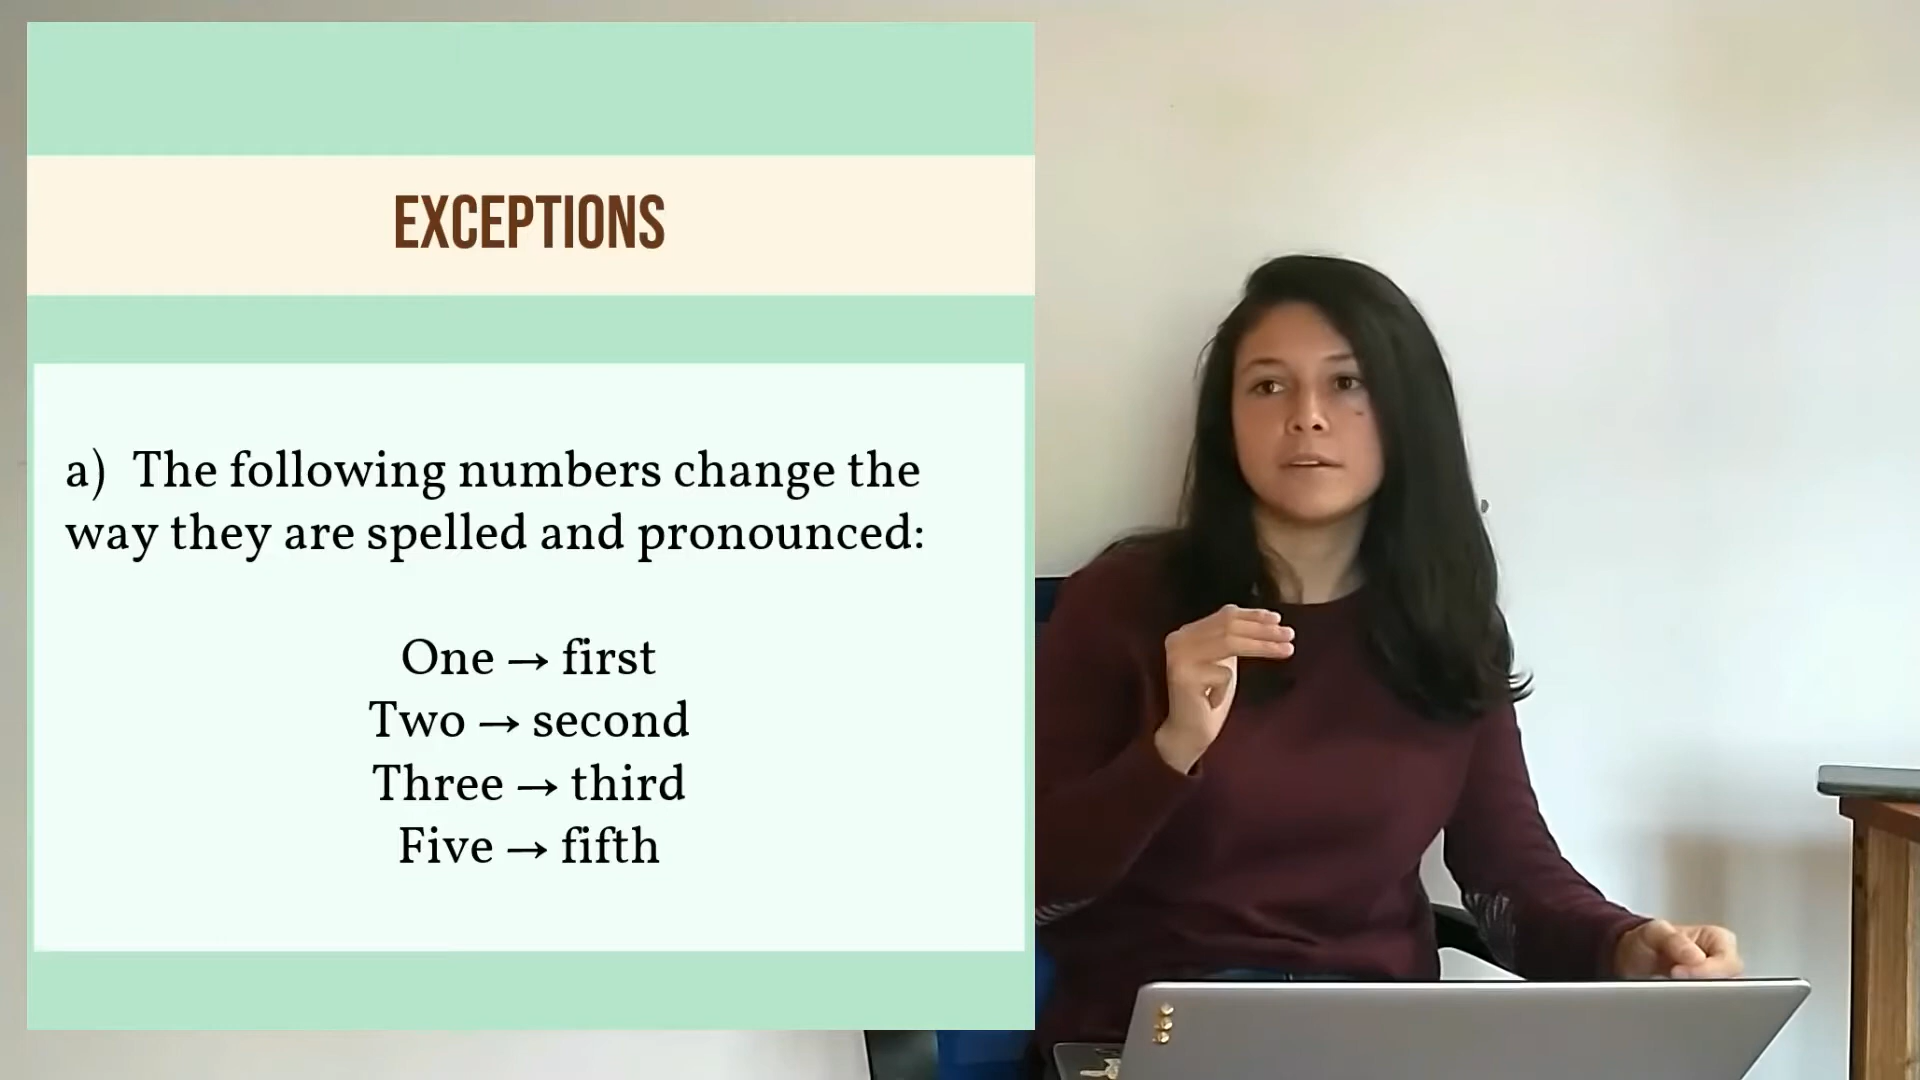 EXCEPTIONS
a) The following numbers change the
way they are spelled and pronounced:
One → first
Two → second
Three → third
Five → fifth